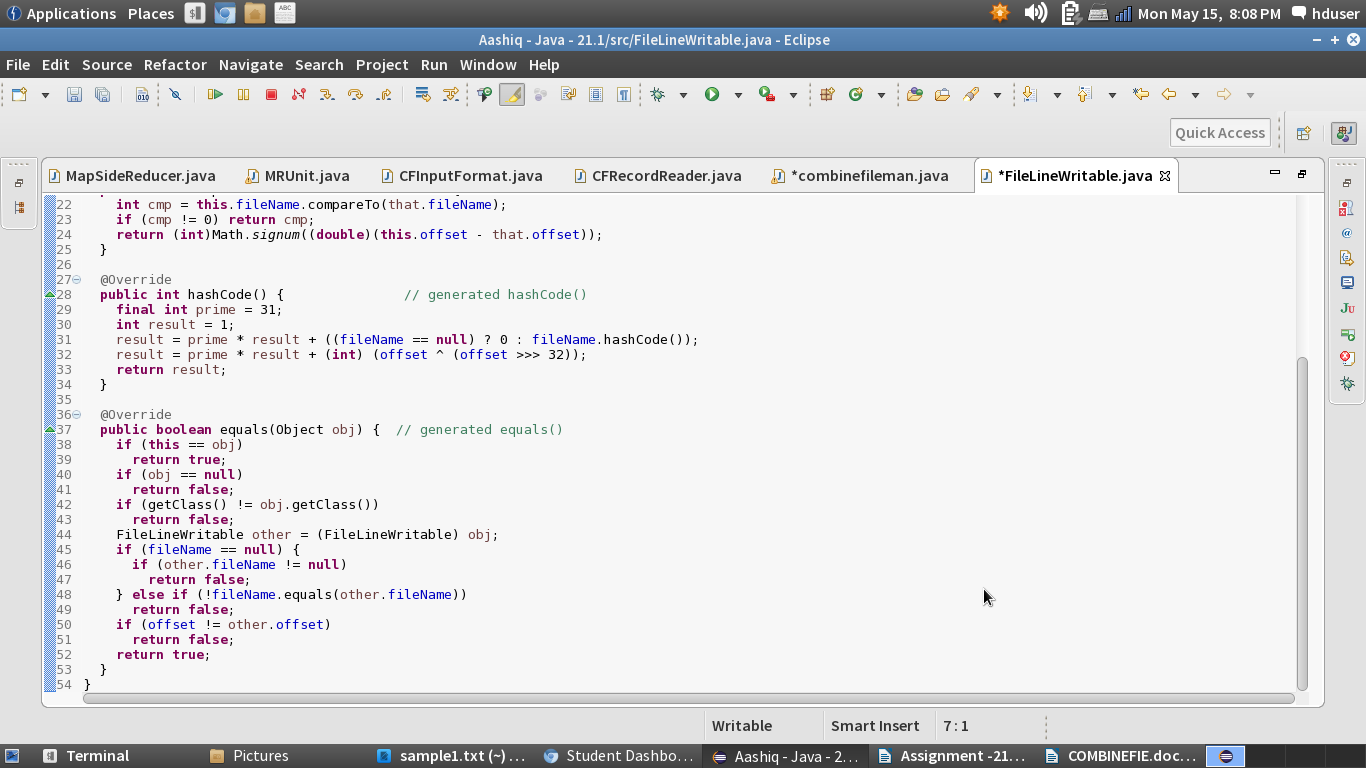 Applications Places Mon May 15, 8:08 PM hduser
Aashiq - Java - 21.1/src/FileLineWritable.java - Eclipse
File Edit Source Refactor Navigate Search Project Run Window Help
Quick Access
MapSideReducer.java MRUnit.java CFInputFormat.java CFRecordReader.java *combinefileman.java *FileLineWritable.java
22 int cmp = this.fileName.compareTo(that.fileName);
23 if (cmp != 0) return cmp;
24 return (int)Math.signum((double)(this.offset - that.offset));
25 }
26
27 @Override
28 public int hashCode() { // generated hashCode()
29 final int prime = 31;
30 int result = 1;
31 result = prime * result + ((fileName == null) ? 0 : fileName.hashCode());
32 result = prime * result + (int) (offset ^ (offset >>> 32));
33 return result;
34 }
35
36 @Override
37 public boolean equals(Object obj) { // generated equals()
38 if (this == obj)
39 return true;
40 if (obj == null)
41 return false;
42 if (getClass() != obj.getClass())
43 return false;
44 FileLineWritable other = (FileLineWritable) obj;
45 if (fileName == null) {
46 if (other.fileName != null)
47 return false;
48 } else if (!fileName.equals(other.fileName))
49 return false;
50 if (offset != other.offset)
51 return false;
52 return true;
53 }
54 }
Writable Smart Insert 7 : 1
Terminal Pictures sample1.txt (~) ... Student Dashbo... Aashiq - Java - 2... Assignment -21... COMBINEFIE.doc...